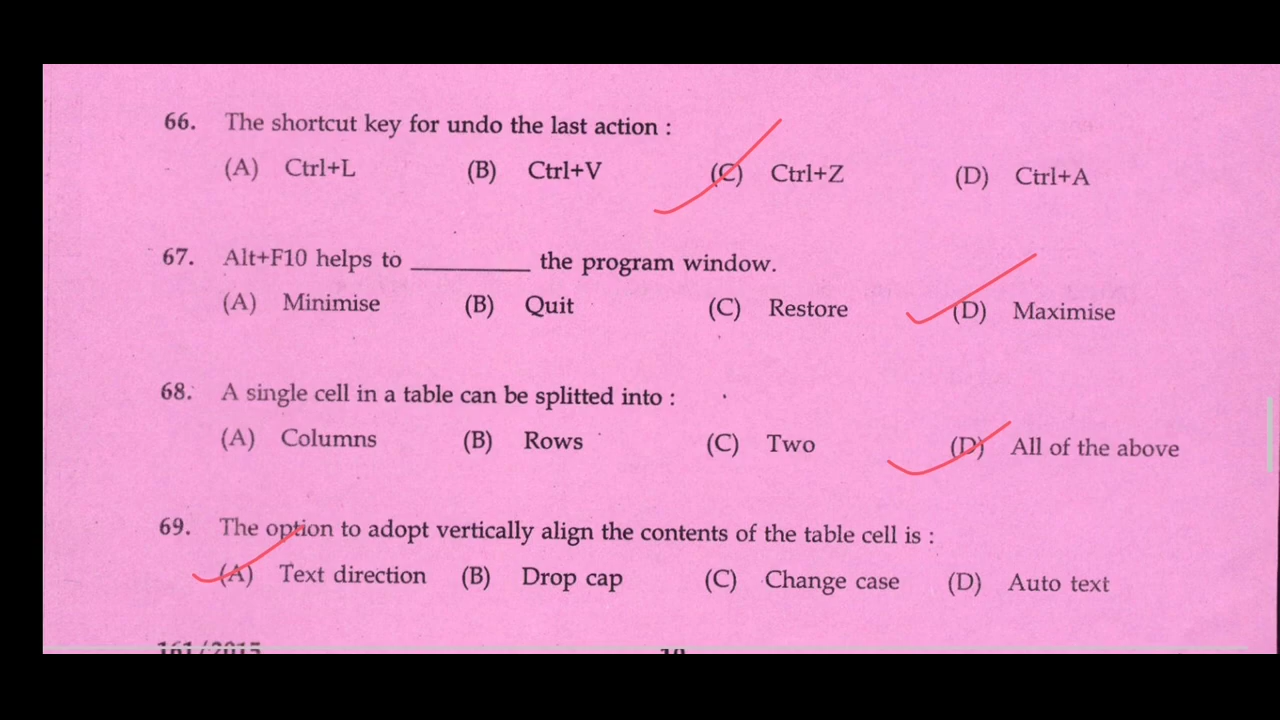 66. The shortcut key for undo the last action :
(A) Ctrl+L (B) Ctrl+V (C) Ctrl+Z (D) Ctrl+A
67. Alt+F10 helps to __________ the program window.
(A) Minimise (B) Quit (C) Restore (D) Maximise
68. A single cell in a table can be splitted into :
(A) Columns (B) Rows (C) Two (D) All of the above
69. The option to adopt vertically align the contents of the table cell is :
(A) Text direction (B) Drop cap (C) Change case (D) Auto text
161/2015